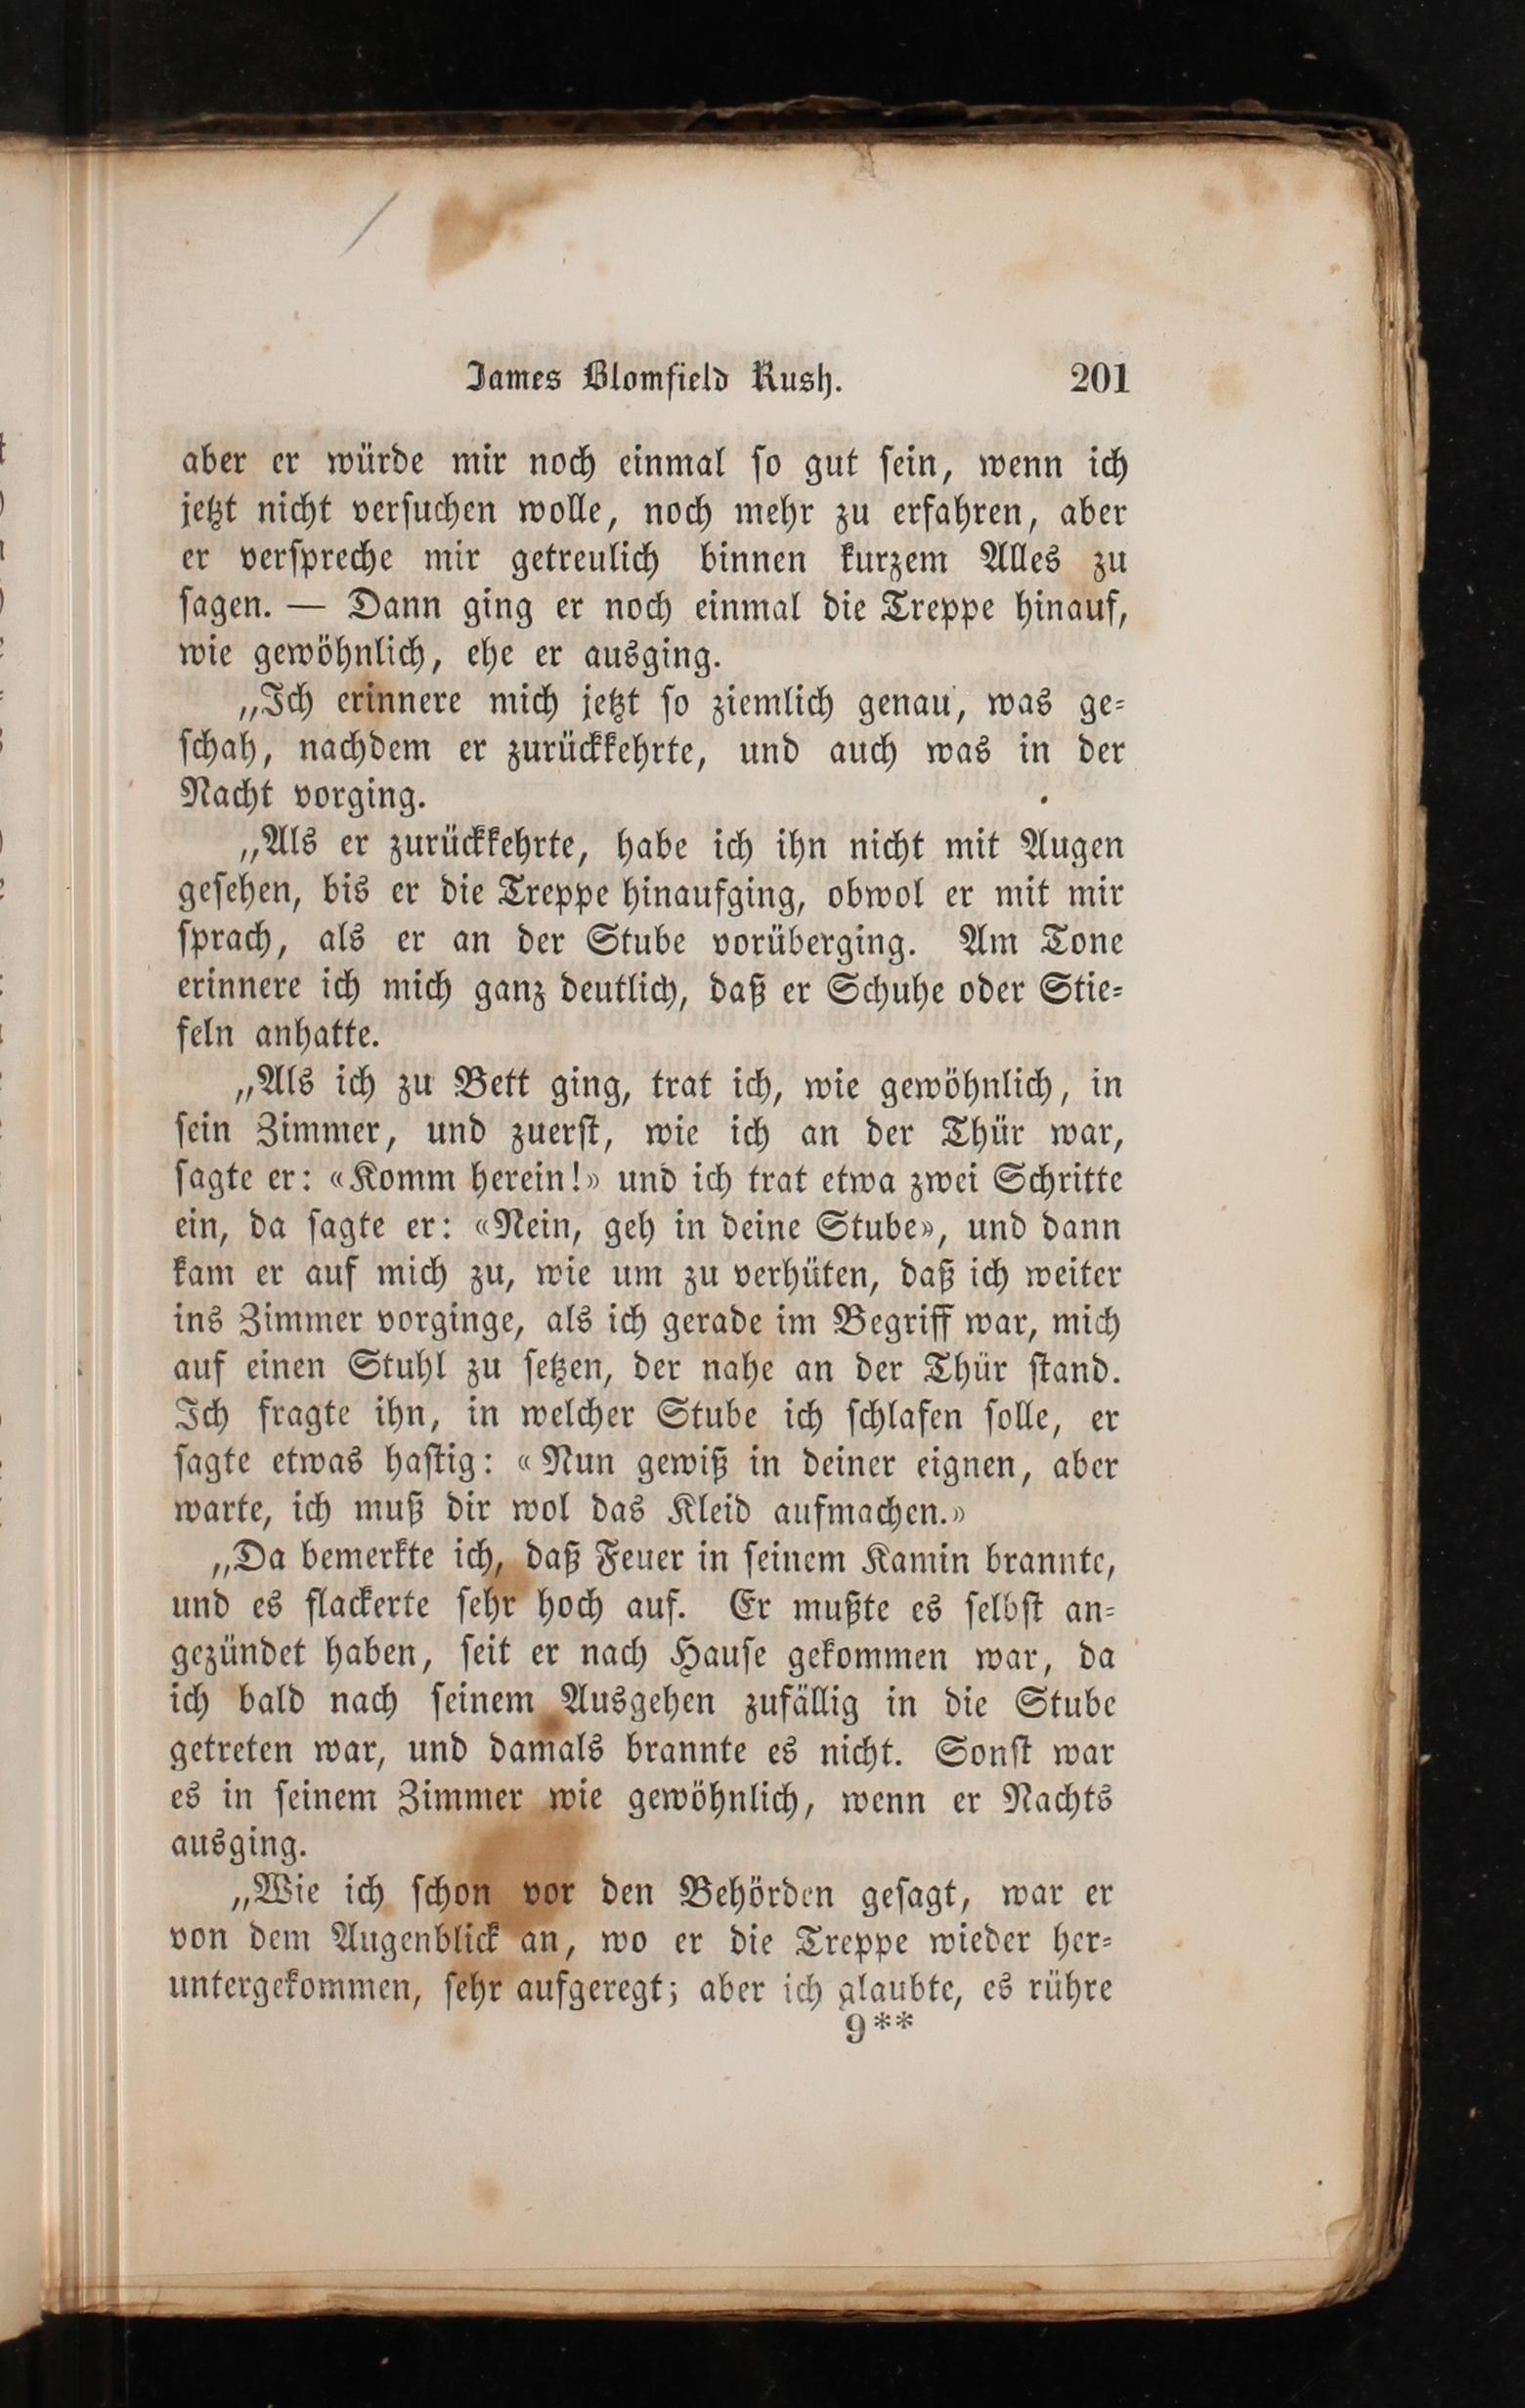 James Blomfield Rush. 201
aber er würde mir noch einmal ſo gut ſein, wenn ich
jetzt nicht verſuchen wolle, noch mehr zu erfahren, aber
er verſpreche mir getreulich binnen kurzem Alles zu
ſagen. — Dann ging er noch einmal die Treppe hinauf,
wie gewöhnlich, ehe er ausging.
„Ich erinnere mich jetzt ſo ziemlich genau, was ge-
ſchah, nachdem er zurückkehrte, und auch was in der
Nacht vorging.
„Als er zurückkehrte, habe ich ihn nicht mit Augen
geſehen, bis er die Treppe hinaufging, obwol er mit mir
ſprach, als er an der Stube vorüberging. Am Tone
erinnere ich mich ganz deutlich, daß er Schuhe oder Stie-
feln anhatte.
„Als ich zu Bett ging, trat ich, wie gewöhnlich, in
ſein Zimmer, und zuerſt, wie ich an der Thür war,
ſagte er: «Komm herein!» und ich trat etwa zwei Schritte
ein, da ſagte er: «Nein, geh in deine Stube», und dann
kam er auf mich zu, wie um zu verhüten, daß ich weiter
ins Zimmer vorginge, als ich gerade im Begriff war, mich
auf einen Stuhl zu ſetzen, der nahe an der Thür ſtand.
Ich fragte ihn, in welcher Stube ich ſchlafen ſolle, er
ſagte etwas haſtig: «Nun gewiß in deiner eignen, aber
warte, ich muß dir wol das Kleid aufmachen.»
„Da bemerkte ich, daß Feuer in ſeinem Kamin brannte,
und es flackerte ſehr hoch auf. Er mußte es ſelbſt an-
gezündet haben, ſeit er nach Hauſe gekommen war, da
ich bald nach ſeinem Ausgehen zufällig in die Stube
getreten war, und damals brannte es nicht. Sonſt war
es in ſeinem Zimmer wie gewöhnlich, wenn er Nachts
ausging.
„Wie ich ſchon vor den Behörden geſagt, war er
von dem Augenblick an, wo er die Treppe wieder her-
untergekommen, ſehr aufgeregt; aber ich glaubte, es rühre
9**